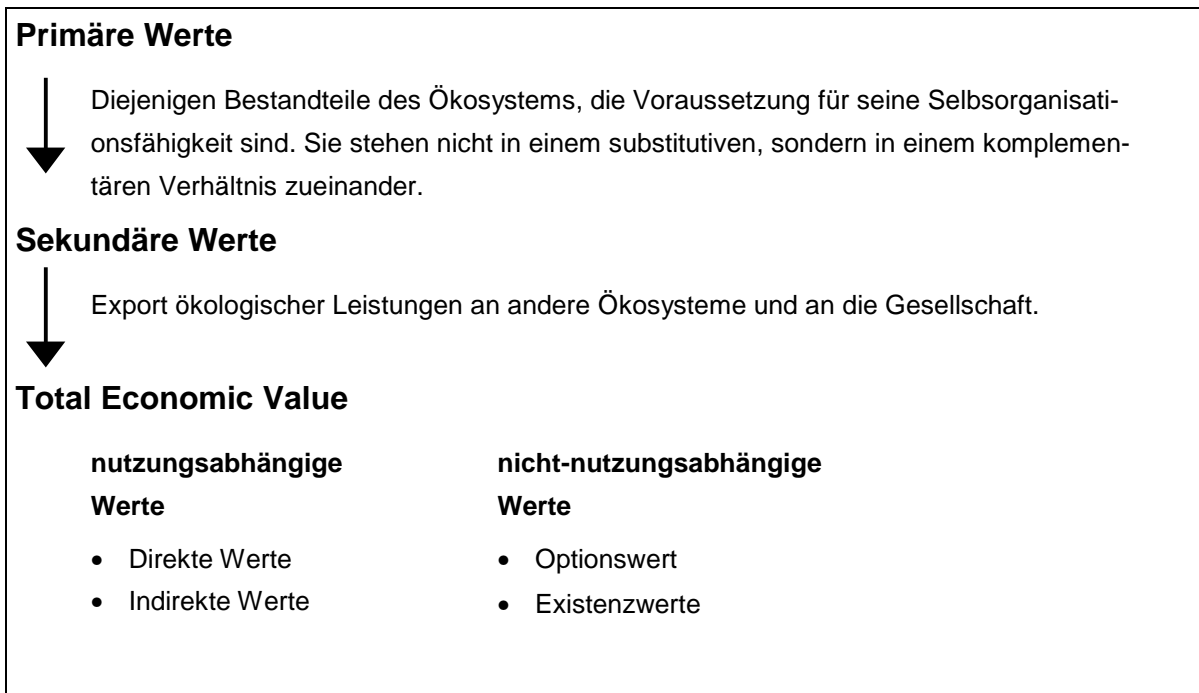 Primäre Werte
Diejenigen Bestandteile des Ökosystems, die Voraussetzung für seine Selbsorganisati-
onsfähigkeit sind. Sie stehen nicht in einem substitutiven, sondern in einem komplemen-
tären Verhältnis zueinander.
Sekundäre Werte
Export ökologischer Leistungen an andere Ökosysteme und an die Gesellschaft.
Total Economic Value
nutzungsabhängige
Werte
• Direkte Werte
• Indirekte Werte
nicht-nutzungsabhängige
Werte
• Optionswert
• Existenzwerte